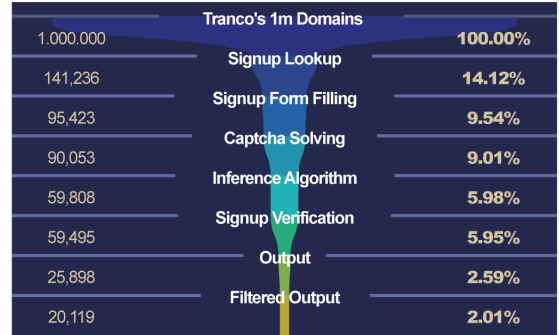 Tranco's 1m Domains
1.000.000 100.00%
Signup Lookup
141,236 14.12%
Signup Form Filling
95,423 9.54%
Captcha Solving
90,053 9.01%
Inference Algorithm
59,808 5.98%
Signup Verification
59,495 5.95%
Output
25,898 2.59%
Filtered Output
20,119 2.01%